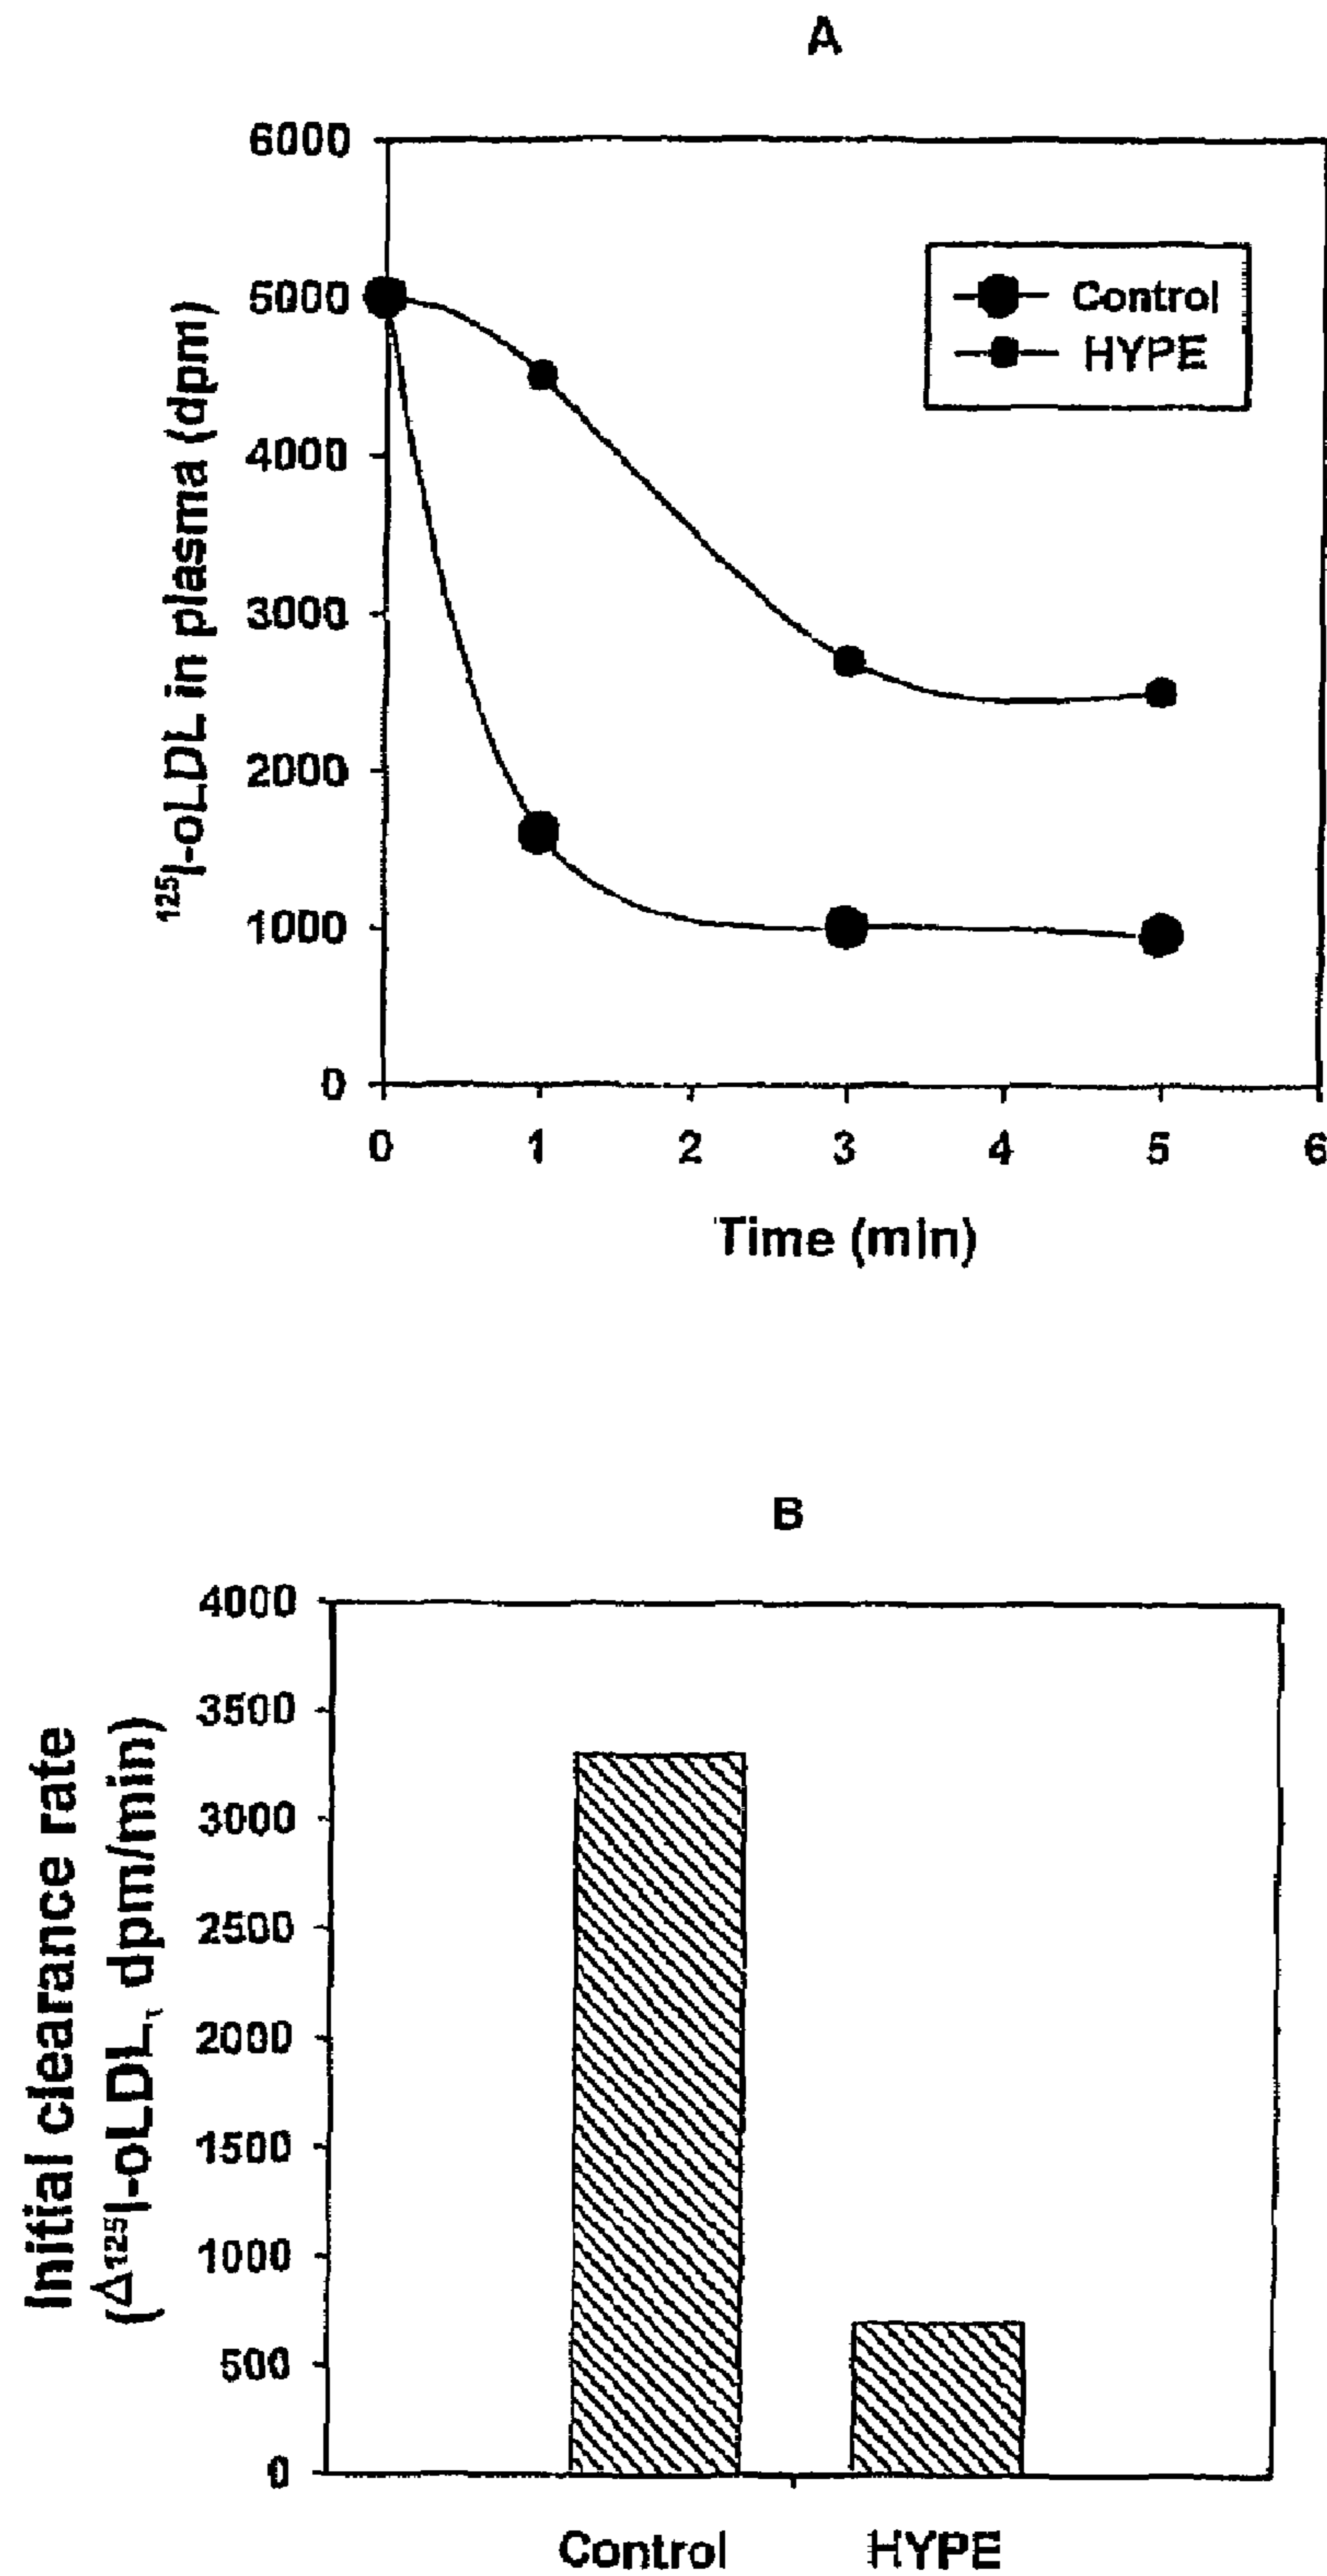 A
6000
5000
4000
3000
2000
1000
0
¹²⁵I-oLDL in plasma (dpm)
Control
HYPE
0 1 2 3 4 5 6
Time (min)
B
4000
3500
3000
2500
2000
1500
1000
500
0
Initial clearance rate
(Δ¹²⁵I-oLDL, dpm/min)
Control HYPE